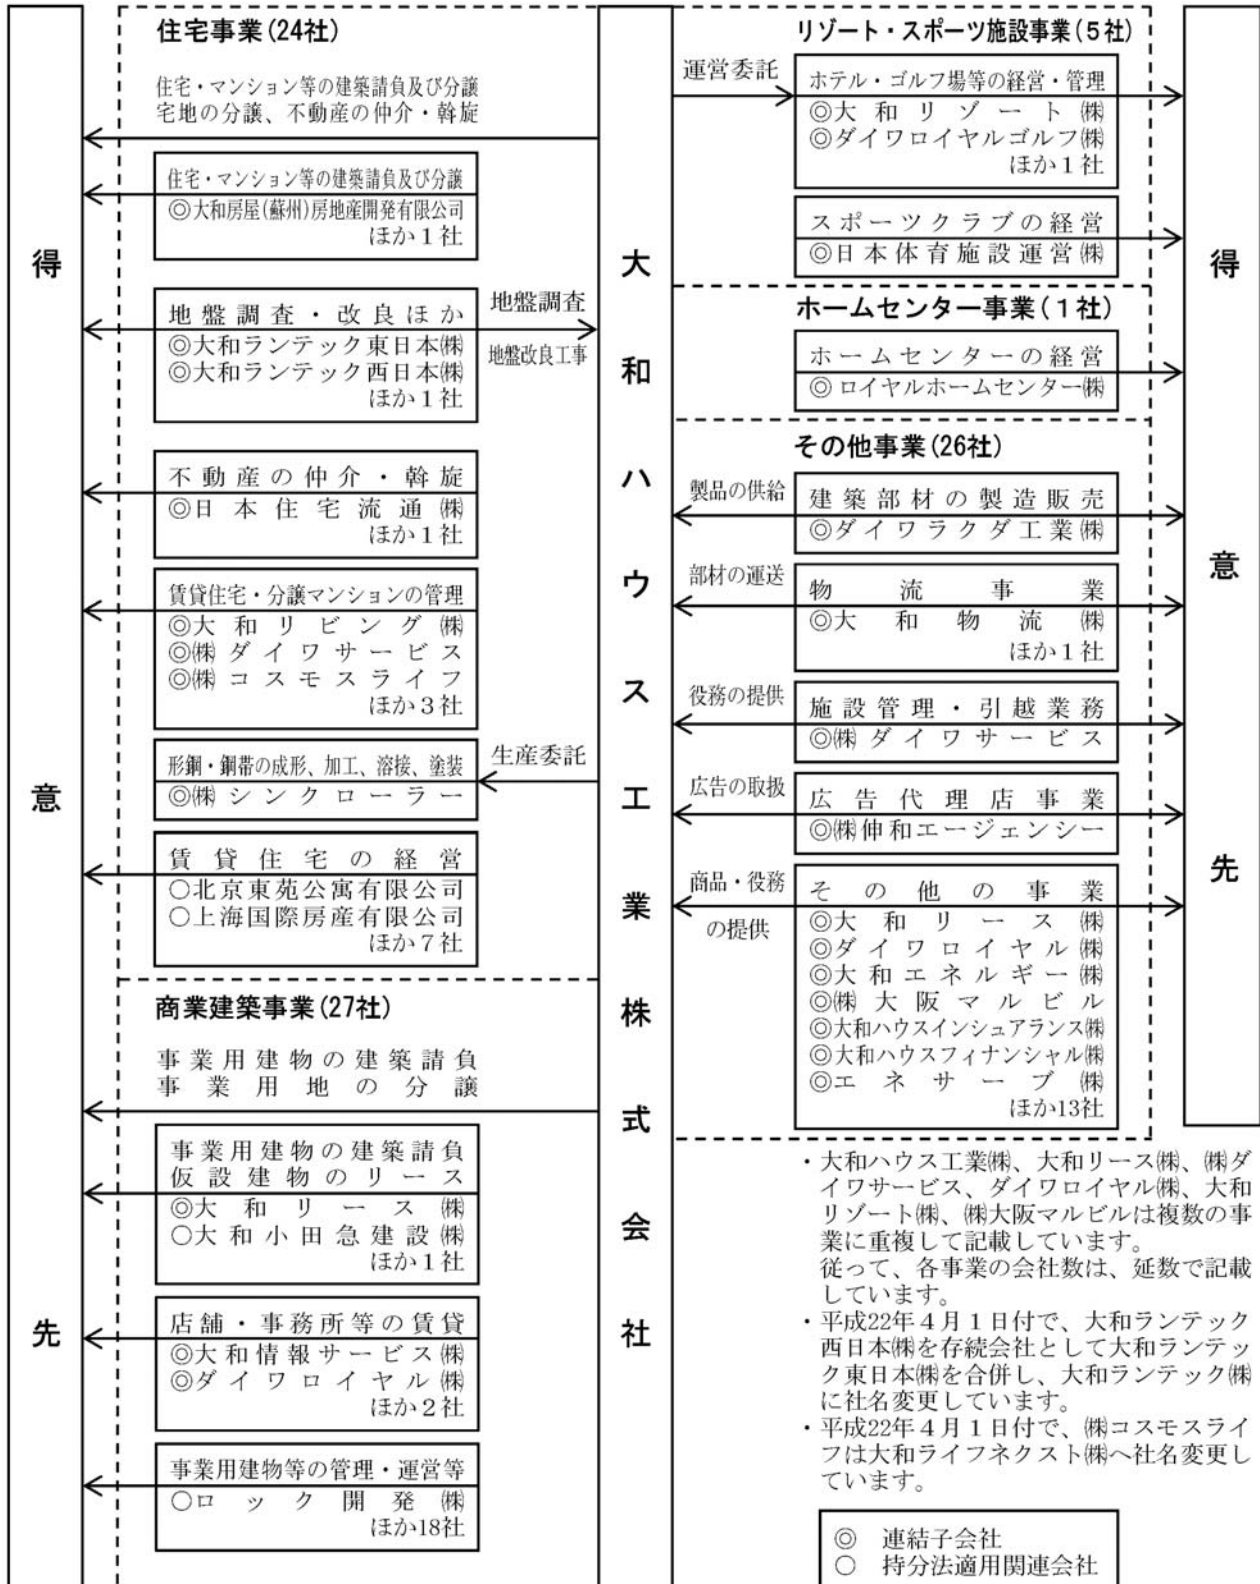 得意先
住宅事業(24社)
住宅・マンション等の建築請負及び分譲
宅地の分譲、不動産の仲介・斡旋
住宅・マンション等の建築請負及び分譲
◎大和房屋(蘇州)房地産開発有限公司
ほか1社
地盤調査・改良ほか
◎大和ランテック東日本㈱
◎大和ランテック西日本㈱
ほか1社
地盤調査
地盤改良工事
不動産の仲介・斡旋
◎日本住宅流通㈱
ほか1社
賃貸住宅・分譲マンションの管理
◎大和リビング㈱
◎㈱ダイワサービス
◎㈱コスモスライフ
ほか3社
形鋼・鋼帯の成形、加工、溶接、塗装
◎㈱シンクローラー
生産委託
賃貸住宅の経営
○北京東苑公寓有限公司
○上海国際房産有限公司
ほか7社
商業建築事業(27社)
事業用建物の建築請負
事業用地の分譲
事業用建物の建築請負
仮設建物のリース
◎大和リース㈱
○大和小田急建設㈱
ほか1社
店舗・事務所等の賃貸
◎大和情報サービス㈱
◎ダイワロイヤル㈱
ほか2社
事業用建物等の管理・運営等
○ロック開発㈱
ほか18社
大和ハウス工業株式会社
リゾート・スポーツ施設事業(5社)
運営委託
ホテル・ゴルフ場等の経営・管理
◎大和リゾート㈱
◎ダイワロイヤルゴルフ㈱
ほか1社
スポーツクラブの経営
◎日本体育施設運営㈱
ホームセンター事業(1社)
ホームセンターの経営
◎ロイヤルホームセンター㈱
その他事業(26社)
製品の供給
建築部材の製造販売
◎ダイワラクダ工業㈱
部材の運送
物流事業
◎大和物流㈱
ほか1社
役務の提供
施設管理・引越業務
◎㈱ダイワサービス
広告の取扱
広告代理店事業
◎㈱伸和エージェンシー
商品・役務
の提供
その他の事業
◎大和リース㈱
◎ダイワロイヤル㈱
◎大和エネルギー㈱
◎㈱大阪マルビル
◎大和ハウスインシュアランス㈱
◎大和ハウスフィナンシャル㈱
◎エネサーブ㈱
ほか13社
得意先
・大和ハウス工業㈱、大和リース㈱、㈱ダ
イワサービス、ダイワロイヤル㈱、大和
リゾート㈱、㈱大阪マルビルは複数の事
業に重複して記載しています。
従って、各事業の会社数は、延数で記載
しています。
・平成22年4月1日付で、大和ランテック
西日本㈱を存続会社として大和ランテッ
ク東日本㈱を合併し、大和ランテック㈱
に社名変更しています。
・平成22年4月1日付で、㈱コスモスライ
フは大和ライフネクスト㈱へ社名変更し
ています。
◎ 連結子会社
○ 持分法適用関連会社